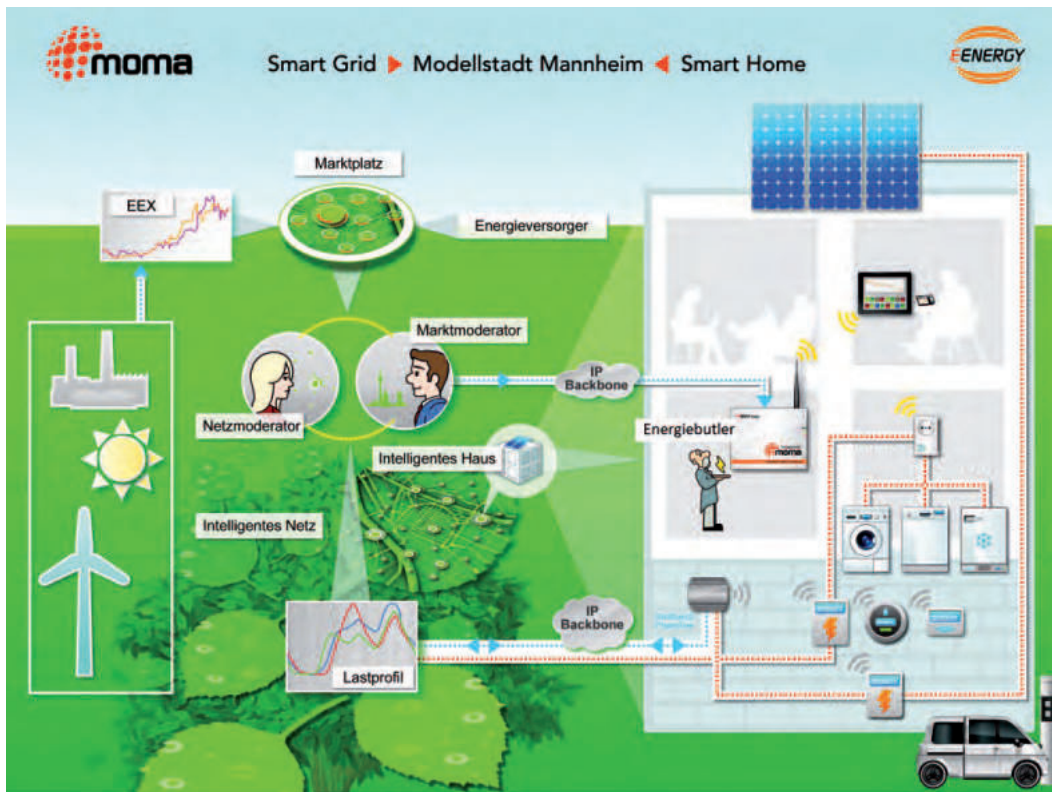 moma
Smart Grid ▶ Modellstadt Mannheim ◀ Smart Home
E-ENERGY
Marktplatz
EEX
Energieversorger
Marktmoderator
IP
Backbone
Netzmoderator
Energiebutler
moma
Intelligentes Haus
Intelligentes Netz
IP
Backbone
Lastprofil